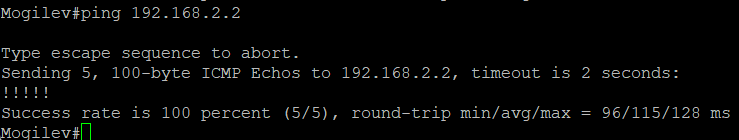 Mogilev#ping 192.168.2.2

Type escape sequence to abort.
Sending 5, 100-byte ICMP Echos to 192.168.2.2, timeout is 2 seconds:
!!!!!
Success rate is 100 percent (5/5), round-trip min/avg/max = 96/115/128 ms
Mogilev#